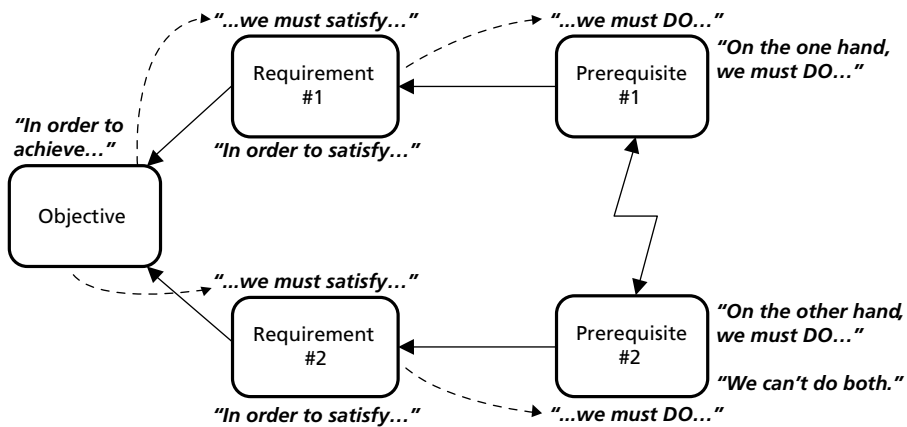 “...we must satisfy…”
“...we must DO…”
Requirement
#1
Prerequisite
#1
“On the one hand,
we must DO…”
“In order to
achieve…”
“In order to satisfy…”
Objective
“...we must satisfy…”
Requirement
#2
Prerequisite
#2
“On the other hand,
we must DO…”
“We can’t do both.”
“In order to satisfy…”
“...we must DO…”